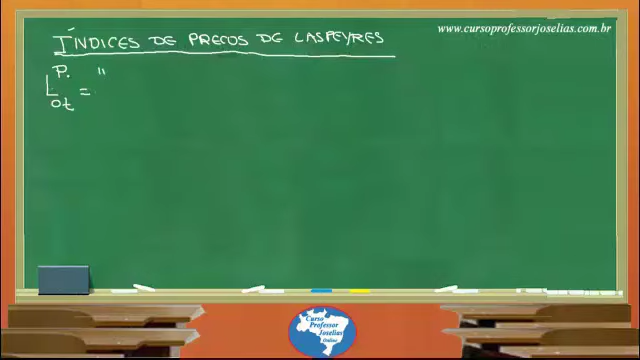 www.cursoprofessorjoselias.com.br
ÍNDICES DE PREÇOS DE LASPEYRES
P. "
L =
0t
Curso
Professor
Joselias
Online